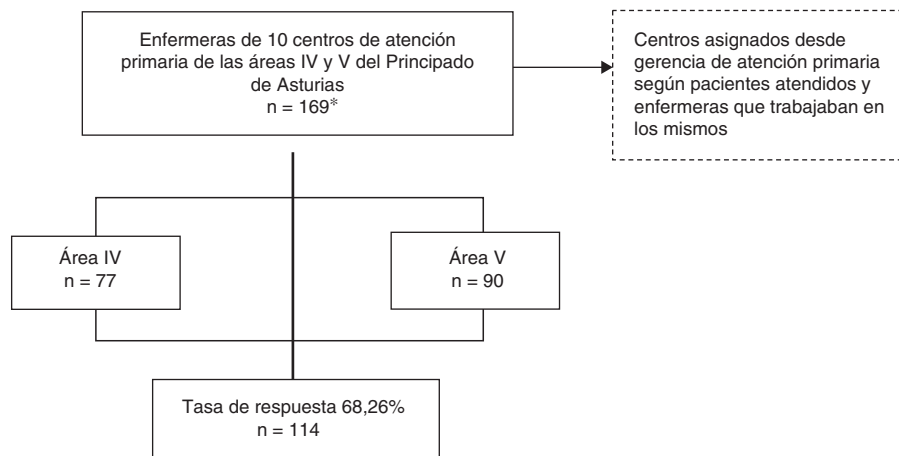 Enfermeras de 10 centros de atención
primaria de las áreas IV y V del Principado
de Asturias
n = 169*
Centros asignados desde
gerencia de atención primaria
según pacientes atendidos y
enfermeras que trabajaban en
los mismos
Área IV
n = 77
Área V
n = 90
Tasa de respuesta 68,26%
n = 114